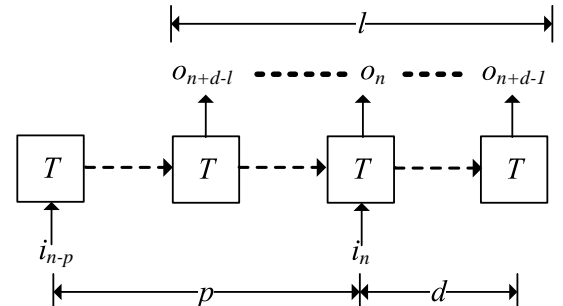 l
o_{n+d-l} o_n o_{n+d-1}
T T T T
i_{n-p} i_n
p d